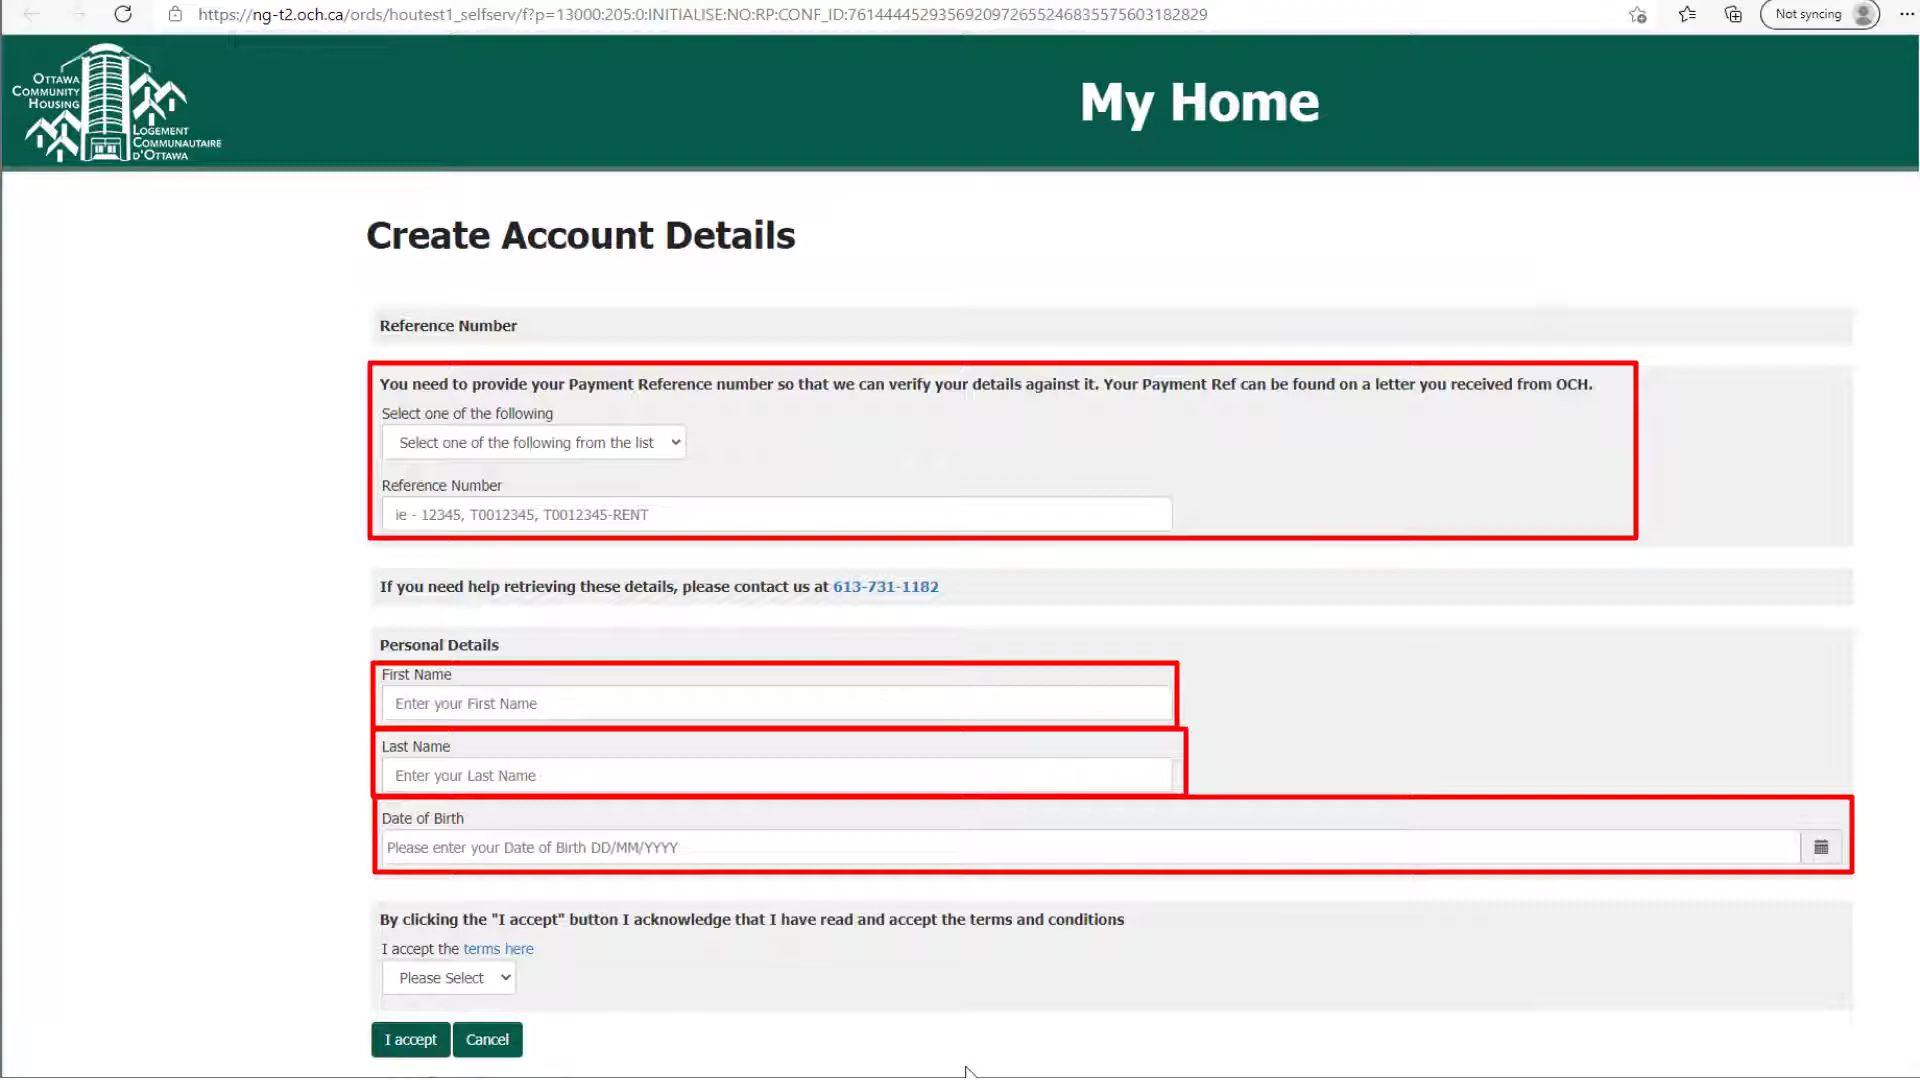 https://ng-t2.och.ca/ords/houtest1_selfserv/f?p=13000:205:0:INITIALISE:NO:RP:CONF_ID:76144445293569209726552468355756031828​29
Not syncing
OTTAWA
COMMUNITY
HOUSING
LOGEMENT
COMMUNAUTAIRE
D'OTTAWA
My Home
Create Account Details
Reference Number
You need to provide your Payment Reference number so that we can verify your details against it. Your Payment Ref can be found on a letter you received from OCH.
Select one of the following
Select one of the following from the list
Reference Number
ie - 12345, T0012345, T0012345-RENT
If you need help retrieving these details, please contact us at 613-731-1182
Personal Details
First Name
Enter your First Name
Last Name
Enter your Last Name
Date of Birth
Please enter your Date of Birth DD/MM/YYYY
By clicking the "I accept" button I acknowledge that I have read and accept the terms and conditions
I accept the terms here
Please Select
I accept
Cancel